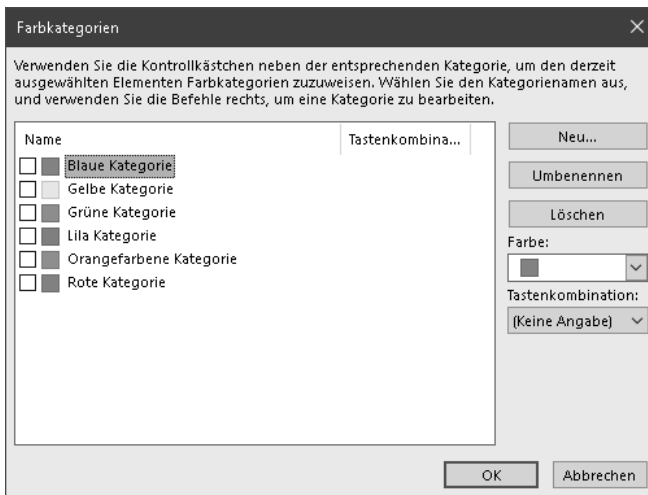 Farbkategorien
Verwenden Sie die Kontrollkästchen neben der entsprechenden Kategorie, um den derzeit
ausgewählten Elementen Farbkategorien zuzuweisen. Wählen Sie den Kategorienamen aus,
und verwenden Sie die Befehle rechts, um eine Kategorie zu bearbeiten.
Name Tastenkombina...
Blaue Kategorie
Gelbe Kategorie
Grüne Kategorie
Lila Kategorie
Orangefarbene Kategorie
Rote Kategorie
Neu...
Umbenennen
Löschen
Farbe:
Tastenkombination:
(Keine Angabe)
OK Abbrechen